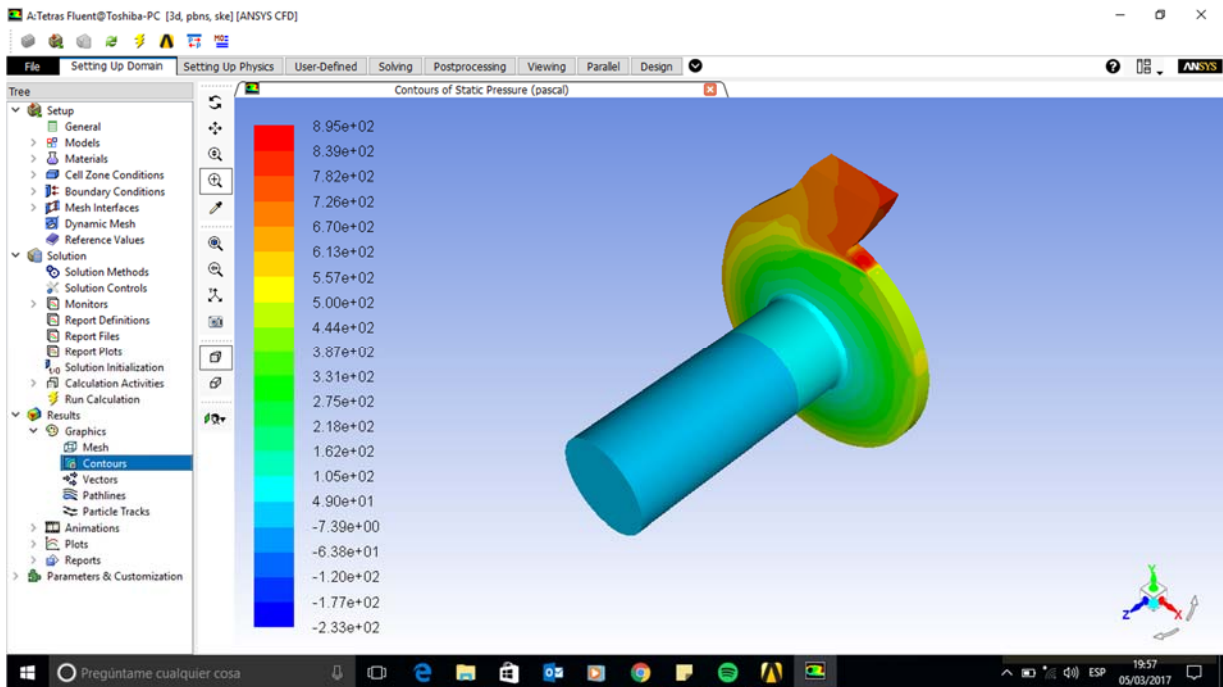 A:Tetras Fluent@Toshiba-PC [3d, pbns, ske] [ANSYS CFD]
File Setting Up Domain Setting Up Physics User-Defined Solving Postprocessing Viewing Parallel Design ANSYS
Tree
Contours of Static Pressure (pascal)
Setup
General
Models
Materials
Cell Zone Conditions
Boundary Conditions
Mesh Interfaces
Dynamic Mesh
Reference Values
Solution
Solution Methods
Solution Controls
Monitors
Report Definitions
Report Files
Report Plots
Solution Initialization
Calculation Activities
Run Calculation
Results
Graphics
Mesh
Contours
Vectors
Pathlines
Particle Tracks
Animations
Plots
Reports
Parameters & Customization
8.95e+02
8.39e+02
7.82e+02
7.26e+02
6.70e+02
6.13e+02
5.57e+02
5.00e+02
4.44e+02
3.87e+02
3.31e+02
2.75e+02
2.18e+02
1.62e+02
1.05e+02
4.90e+01
-7.39e+00
-6.38e+01
-1.20e+02
-1.77e+02
-2.33e+02
Y
Z X
Pregúntame cualquier cosa
ESP
19:57
05/03/2017